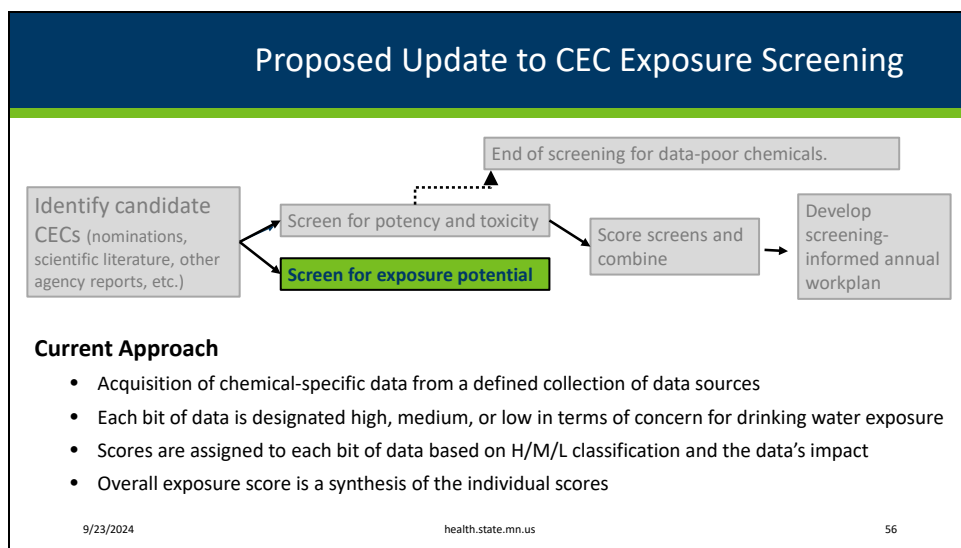 Proposed Update to CEC Exposure Screening
End of screening for data-poor chemicals.
Identify candidate
CECs (nominations,
scientific literature, other
agency reports, etc.)
Screen for potency and toxicity
Screen for exposure potential
Score screens and
combine
Develop
screening-
informed annual
workplan
Current Approach
• Acquisition of chemical-specific data from a defined collection of data sources
• Each bit of data is designated high, medium, or low in terms of concern for drinking water exposure
• Scores are assigned to each bit of data based on H/M/L classification and the data’s impact
• Overall exposure score is a synthesis of the individual scores
9/23/2024
health.state.mn.us
56